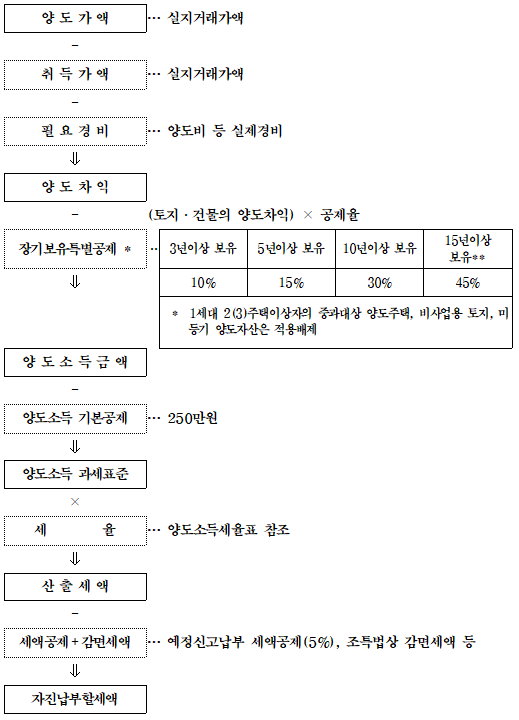 양 도 가 액 … 실지거래가액
-
취 득 가 액 … 실지거래가액
-
필 요 경 비 … 양도비 등 실제경비
⇓
양 도 차 익
- (토지 · 건물의 양도차익) × 공제율
장기보유특별공제 * ‥ 3년이상 보유 5년이상 보유 10년이상 보유 15년이상
보유**
⇓ 10% 15% 30% 45%
* 1세대 2(3)주택이상자의 중과대상 양도주택, 비사업용 토지, 미
등기 양도자산은 적용배제
양 도 소 득 금 액
-
양도소득 기본공제 … 250만원
⇓
양도소득 과세표준
×
세 율 … 양도소득세율표 참조
⇓
산 출 세 액
-
세액공제 + 감면세액 … 예정신고납부 세액공제(5%), 조특법상 감면세액 등
⇓
자진납부할세액